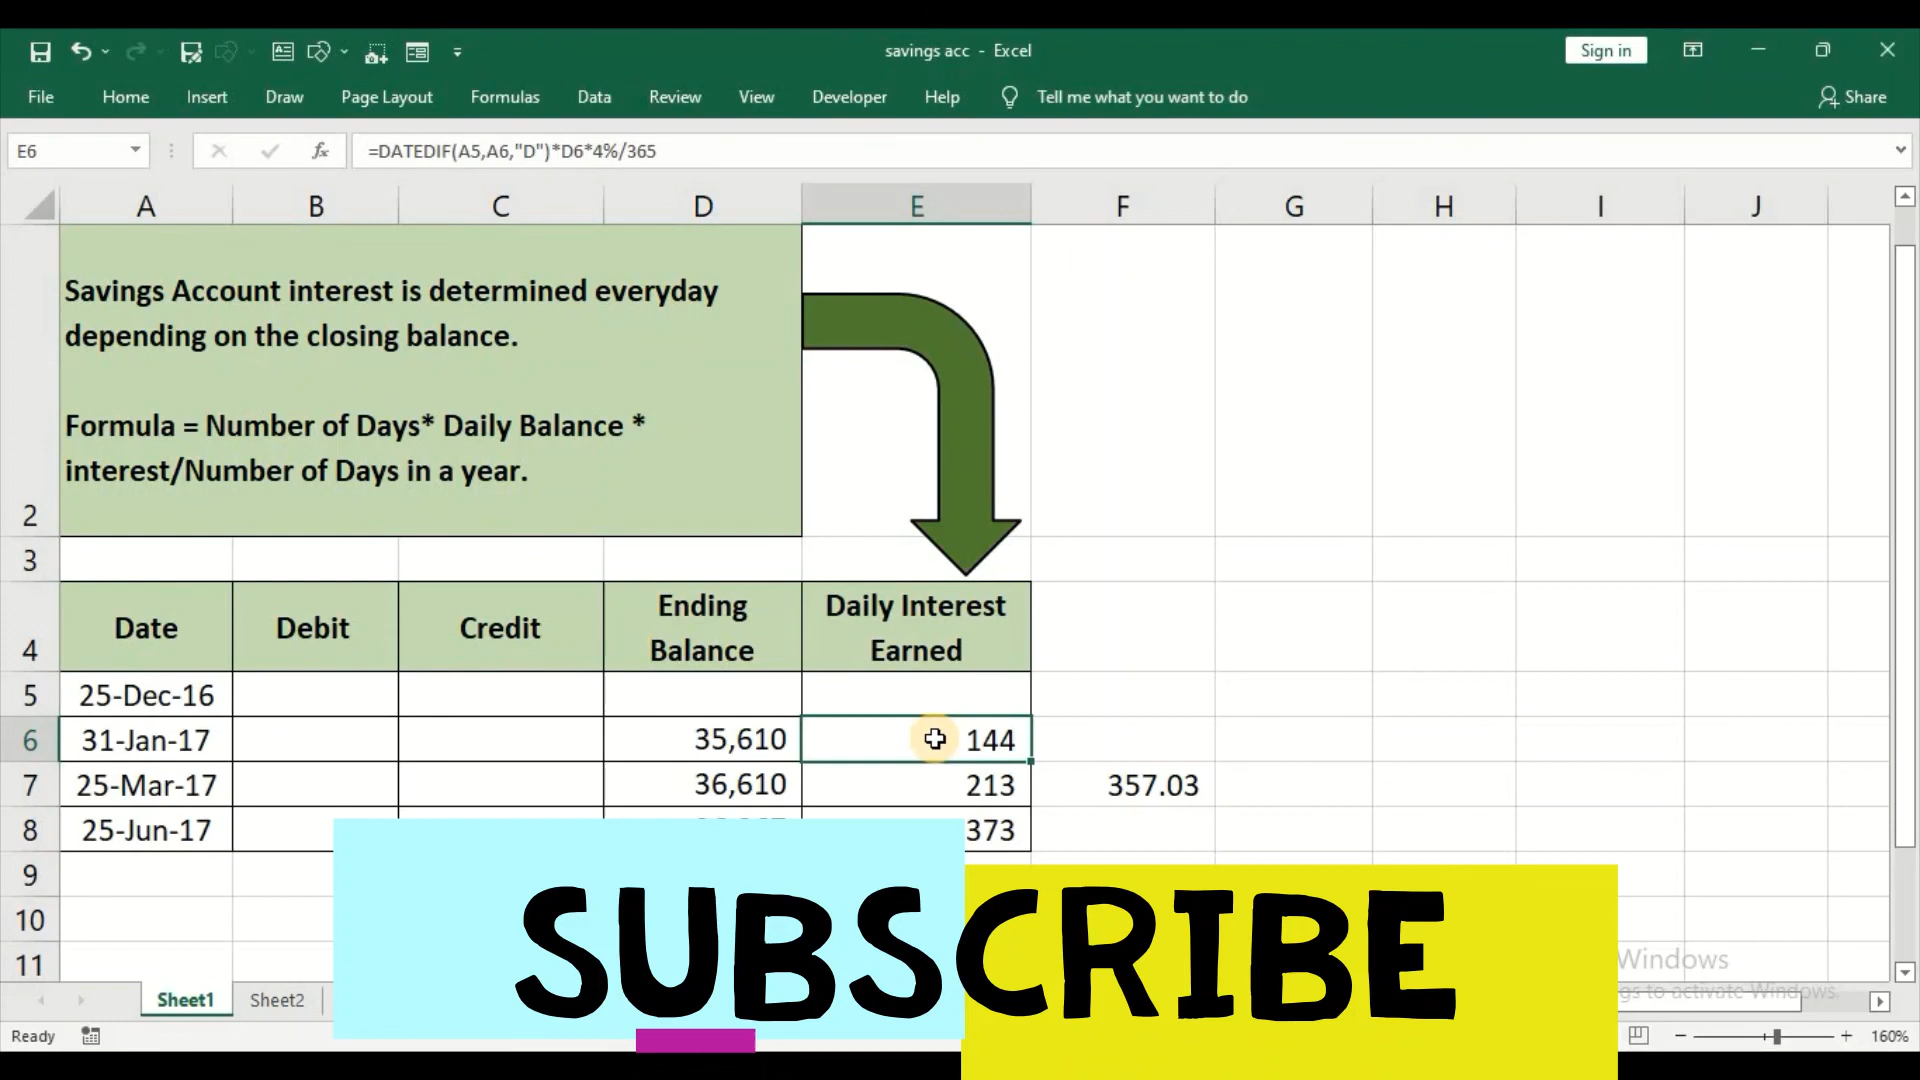 savings acc - Excel
Sign in
File Home Insert Draw Page Layout Formulas Data Review View Developer Help Tell me what you want to do Share
E6 fx =DATEDIF(A5,A6,"D")*D6*4%/365
A B C D E F G H I J
Savings Account interest is determined everyday
depending on the closing balance.
Formula = Number of Days* Daily Balance *
interest/Number of Days in a year.
2
3
4 Date Debit Credit Ending Balance Daily Interest Earned
5 25-Dec-16
6 31-Jan-17 35,610 144
7 25-Mar-17 36,610 213 357.03
8 25-Jun-17 373
9
10
11
SUBSCRIBE
Windows
to activate Windows.
Sheet1 Sheet2
Ready 160%